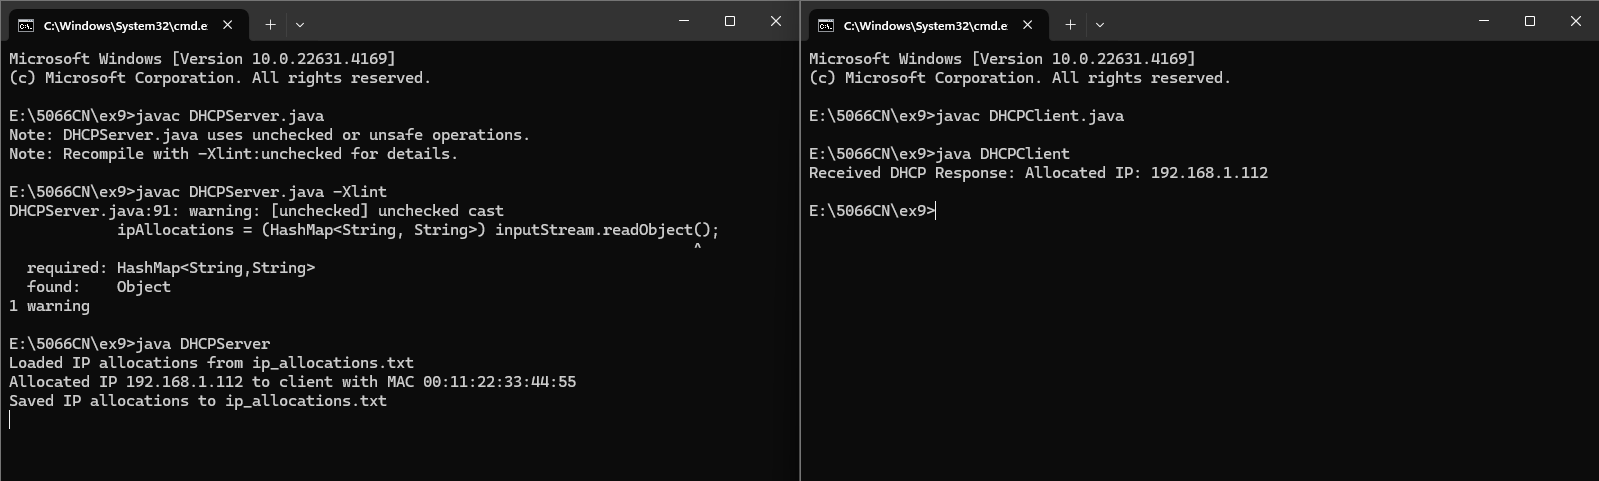 C:\Windows\System32\cmd.e
Microsoft Windows [Version 10.0.22631.4169]
(c) Microsoft Corporation. All rights reserved.
E:\5066CN\ex9>javac DHCPServer.java
Note: DHCPServer.java uses unchecked or unsafe operations.
Note: Recompile with -Xlint:unchecked for details.
E:\5066CN\ex9>javac DHCPServer.java -Xlint
DHCPServer.java:91: warning: [unchecked] unchecked cast
            ipAllocations = (HashMap<String, String>) inputStream.readObject();
                                                                            ^
  required: HashMap<String,String>
  found:    Object
1 warning
E:\5066CN\ex9>java DHCPServer
Loaded IP allocations from ip_allocations.txt
Allocated IP 192.168.1.112 to client with MAC 00:11:22:33:44:55
Saved IP allocations to ip_allocations.txt
C:\Windows\System32\cmd.e
Microsoft Windows [Version 10.0.22631.4169]
(c) Microsoft Corporation. All rights reserved.
E:\5066CN\ex9>javac DHCPClient.java
E:\5066CN\ex9>java DHCPClient
Received DHCP Response: Allocated IP: 192.168.1.112
E:\5066CN\ex9>